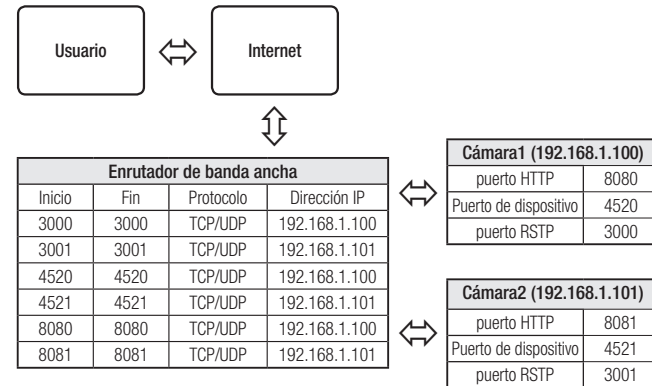 Usuario
Internet
Enrutador de banda ancha
Inicio Fin Protocolo Dirección IP
3000 3000 TCP/UDP 192.168.1.100
3001 3001 TCP/UDP 192.168.1.101
4520 4520 TCP/UDP 192.168.1.100
4521 4521 TCP/UDP 192.168.1.101
8080 8080 TCP/UDP 192.168.1.100
8081 8081 TCP/UDP 192.168.1.101
Cámara1 (192.168.1.100)
puerto HTTP 8080
Puerto de dispositivo 4520
puerto RSTP 3000
Cámara2 (192.168.1.101)
puerto HTTP 8081
Puerto de dispositivo 4521
puerto RSTP 3001